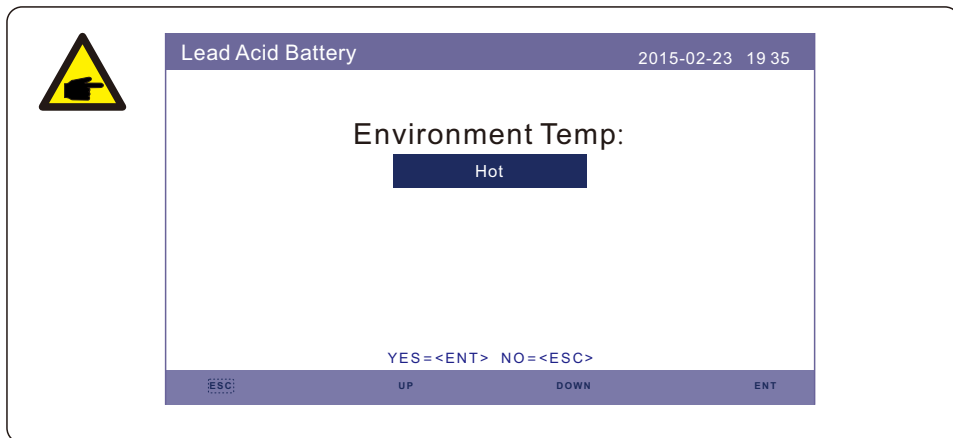 Lead Acid Battery 2015-02-23 19 35
Environment Temp:
Hot
YES=<ENT> NO=<ESC>
ESC UP DOWN ENT